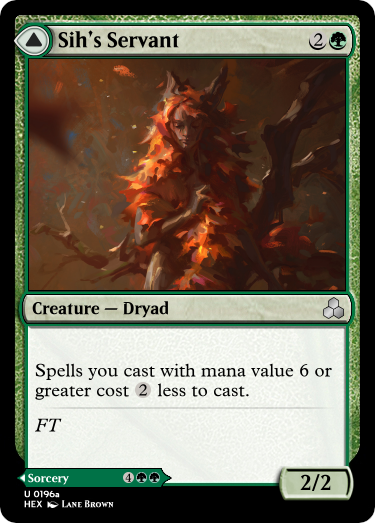 Sih's Servant 2
Creature — Dryad
Spells you cast with mana value 6 or
greater cost 2 less to cast.
FT
Sorcery 4
2/2
U 0196a
HEX Lane Brown